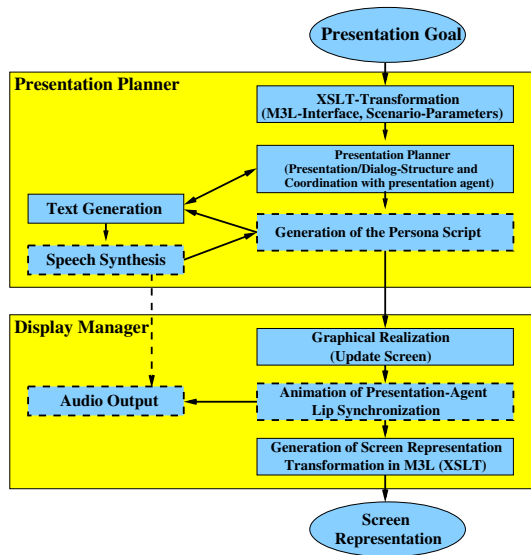 Presentation Goal
Presentation Planner
XSLT-Transformation
(M3L-Interface, Scenario-Parameters)
Presentation Planner
(Presentation/Dialog-Structure and
Coordination with presentation agent)
Text Generation
Generation of the Persona Script
Speech Synthesis
Display Manager
Graphical Realization
(Update Screen)
Audio Output
Animation of Presentation-Agent
Lip Synchronization
Generation of Screen Representation
Transformation in M3L (XSLT)
Screen
Representation